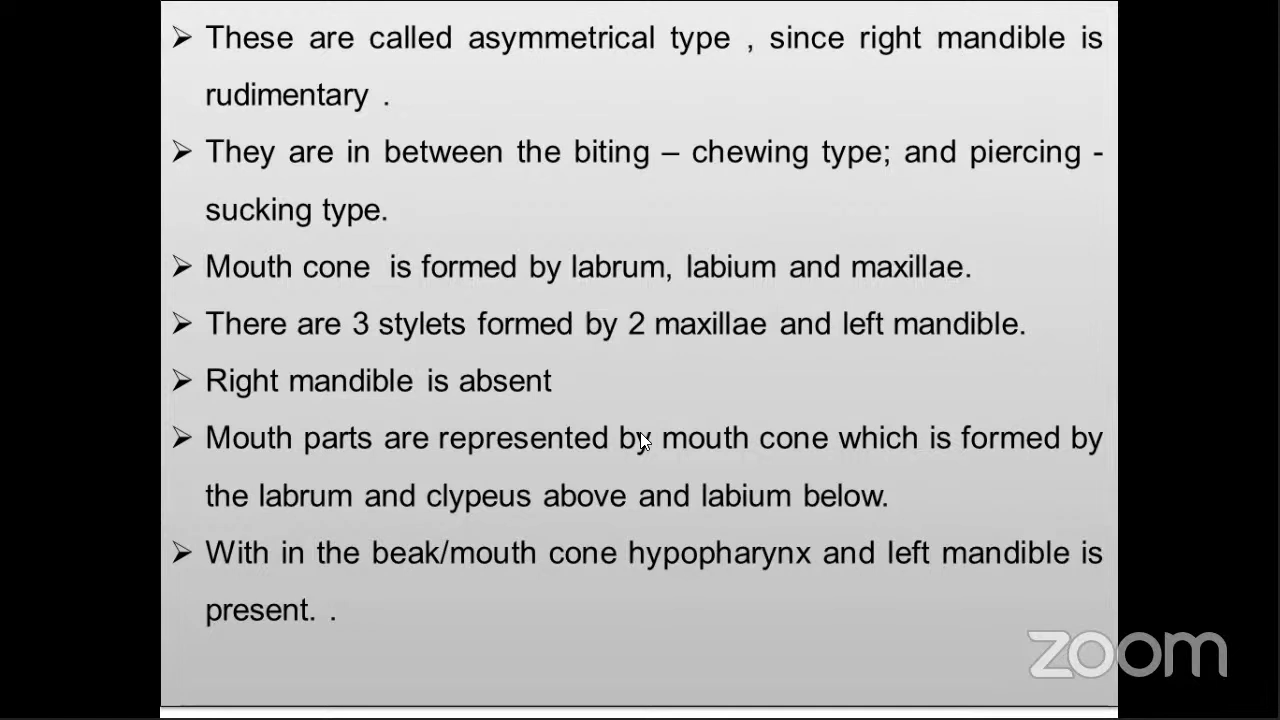 ➢ These are called asymmetrical type , since right mandible is
rudimentary .
➢ They are in between the biting – chewing type; and piercing -
sucking type.
➢ Mouth cone  is formed by labrum, labium and maxillae.
➢ There are 3 stylets formed by 2 maxillae and left mandible.
➢ Right mandible is absent
➢ Mouth parts are represented by mouth cone which is formed by
the labrum and clypeus above and labium below.
➢ With in the beak/mouth cone hypopharynx and left mandible is
present. .
zoom